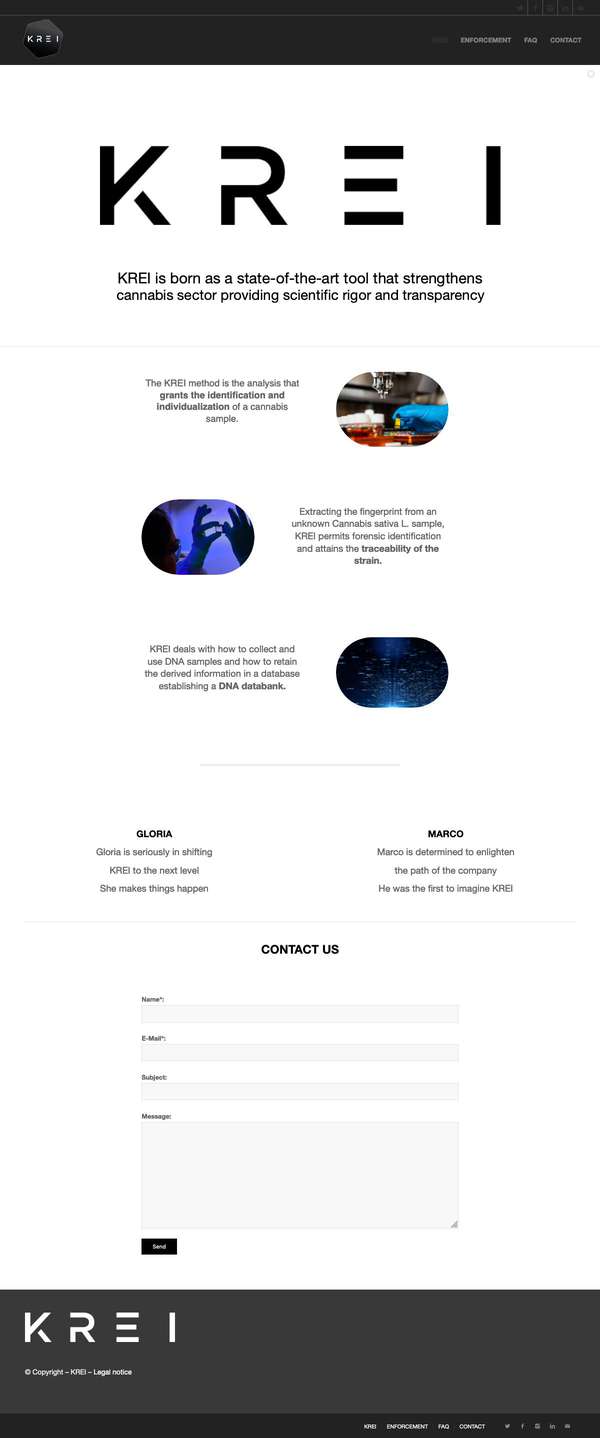 KREI
KREI
ENFORCEMENT
FAQ
CONTACT
KREI
KREI is born as a state-of-the-art tool that strengthens
cannabis sector providing scientific rigor and transparency
The KREI method is the analysis that
grants the identification and
individualization of a cannabis
sample.
Extracting the fingerprint from an
unknown Cannabis sativa L. sample,
KREI permits forensic identification
and attains the traceability of the
strain.
KREI deals with how to collect and
use DNA samples and how to retain
the derived information in a database
establishing a DNA databank.
GLORIA
Gloria is seriously in shifting
KREI to the next level
She makes things happen
MARCO
Marco is determined to enlighten
the path of the company
He was the first to imagine KREI
CONTACT US
Name*:
E-Mail*:
Subject:
Message:
Send
KREI
© Copyright – KREI – Legal notice
KREI
ENFORCEMENT
FAQ
CONTACT